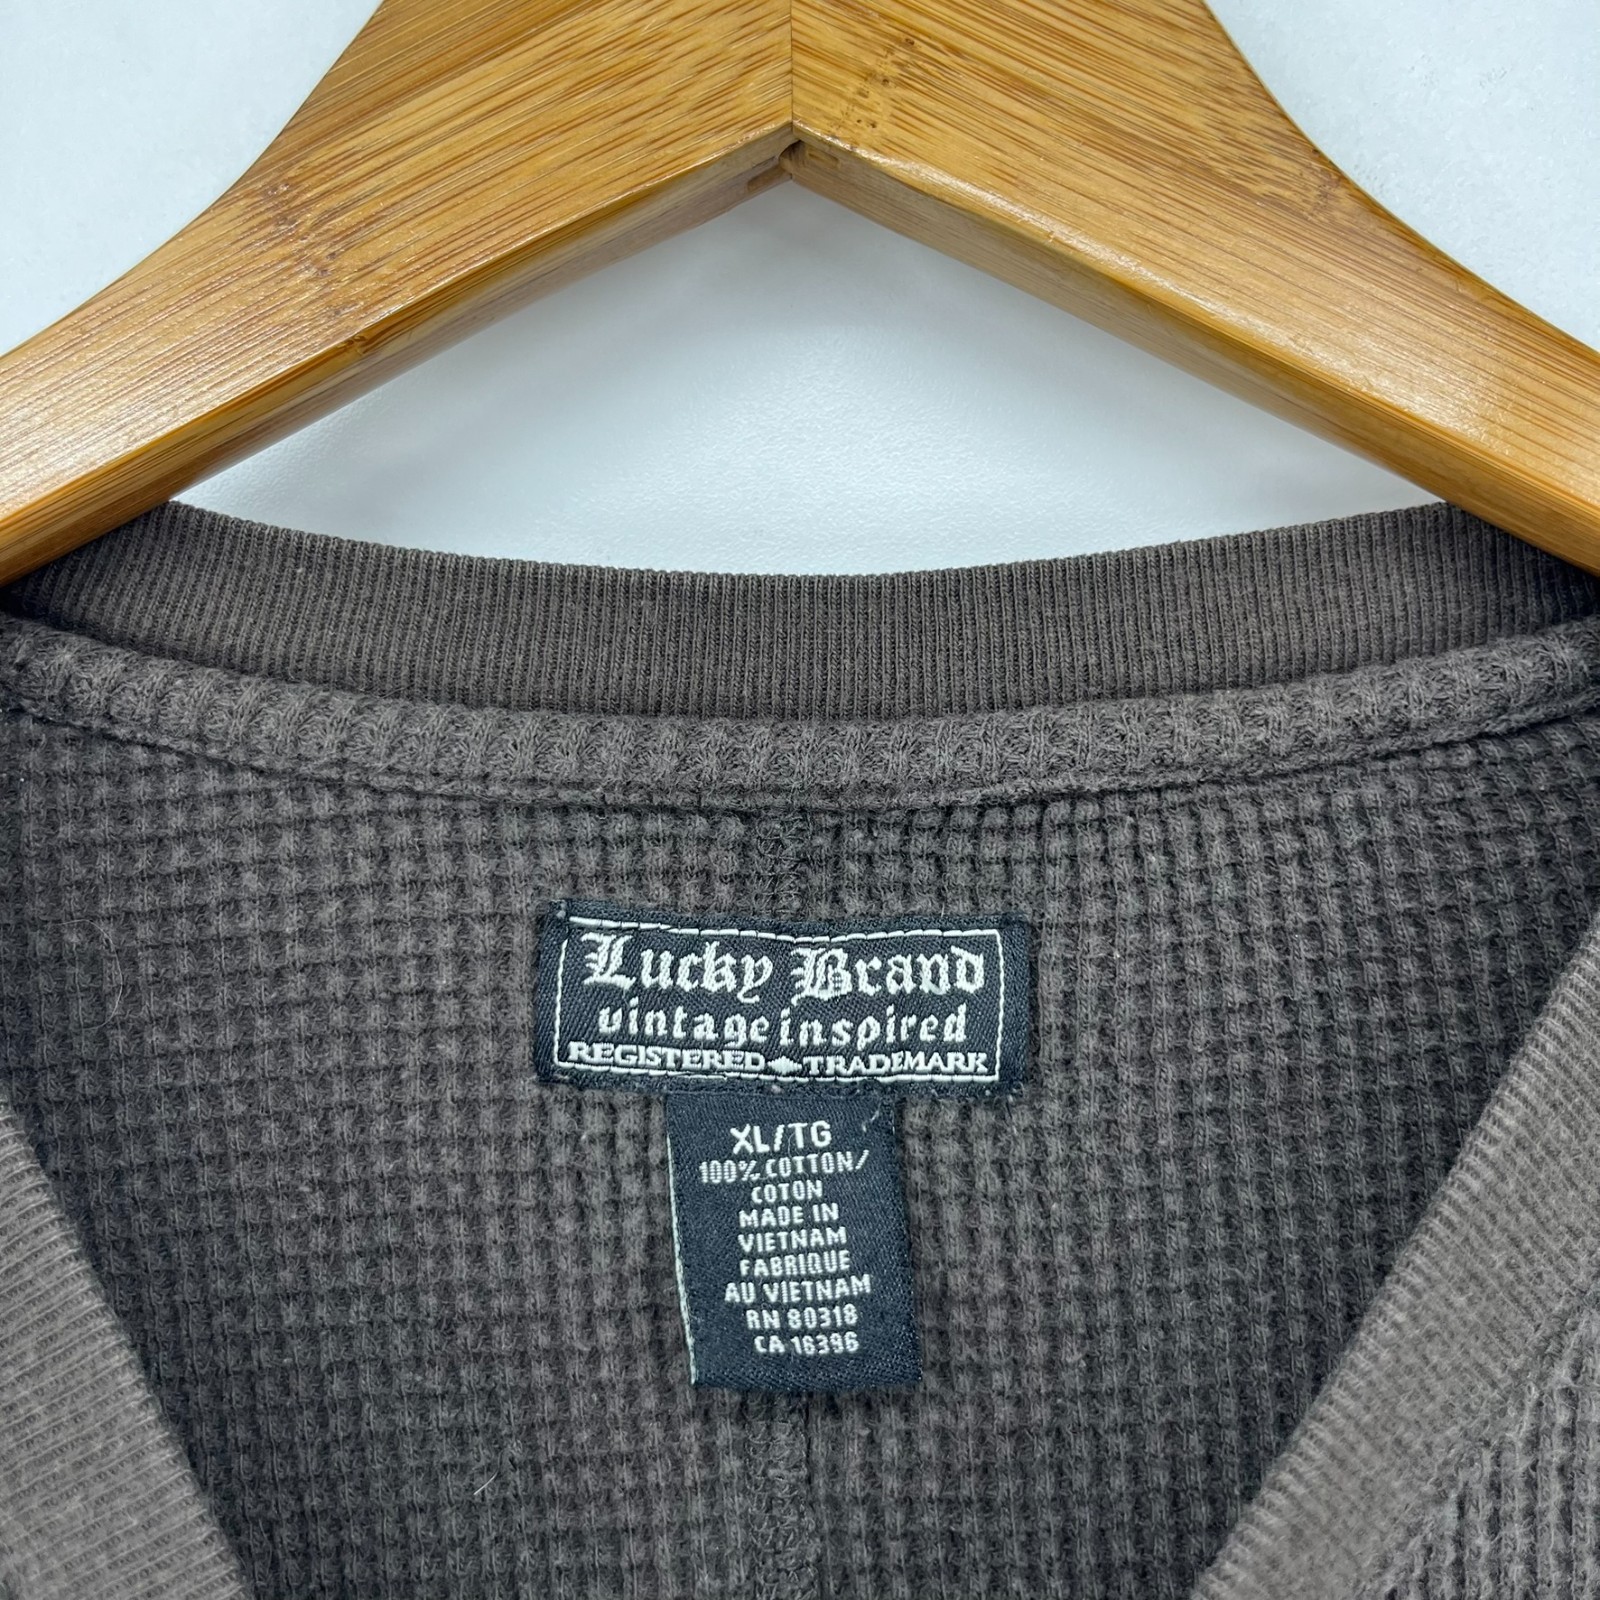 Lucky Brand
vintage inspired
REGISTERED TRADEMARK
XL/TG
100% COTTON/
COTON
MADE IN
VIETNAM
FABRIQUE
AU VIETNAM
RN 80318
CA 16396